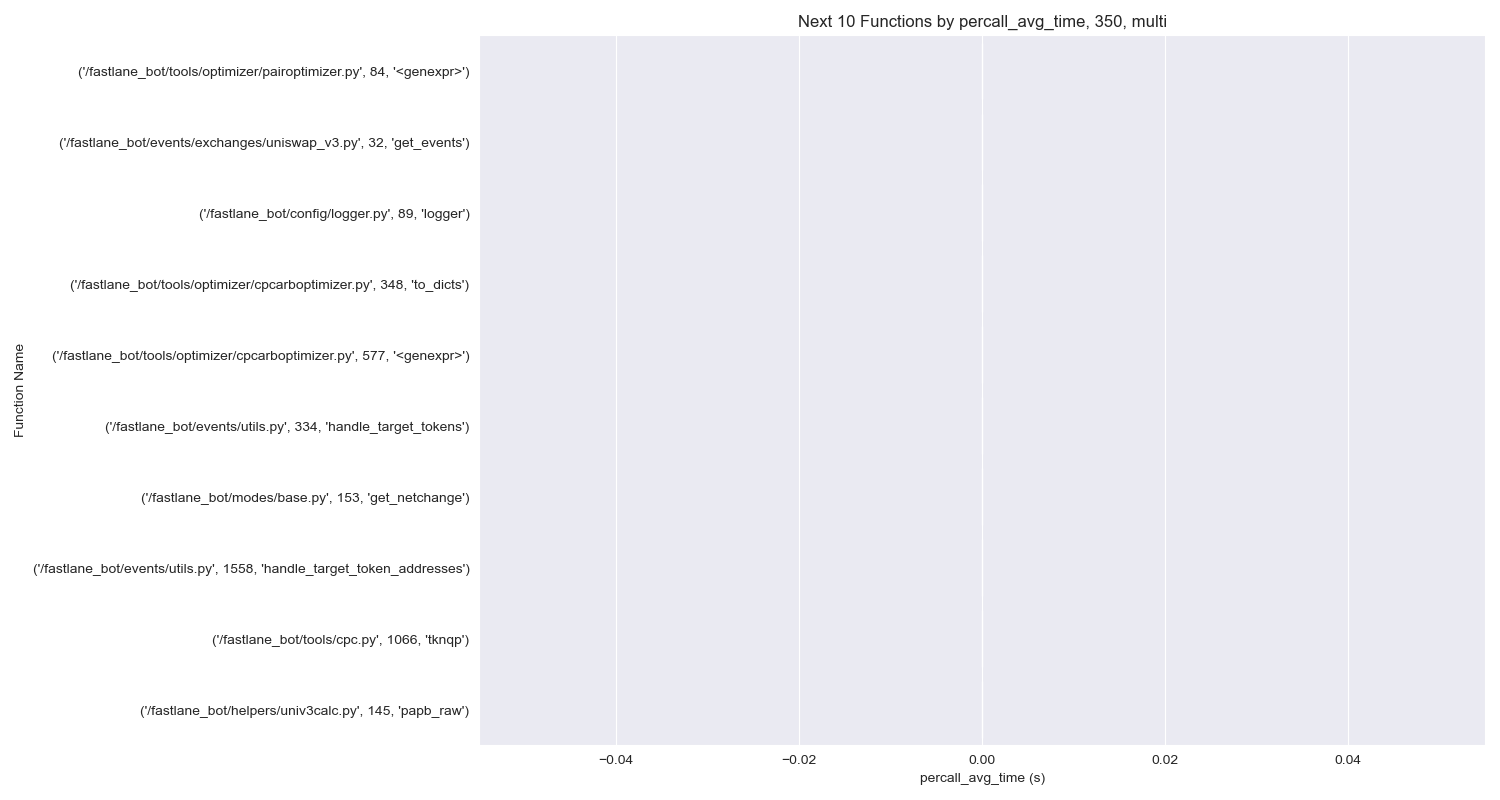 Next 10 Functions by percall_avg_time, 350, multi
('/fastlane_bot/tools/optimizer/pairoptimizer.py', 84, '<genexpr>')
('/fastlane_bot/events/exchanges/uniswap_v3.py', 32, 'get_events')
('/fastlane_bot/config/logger.py', 89, 'logger')
('/fastlane_bot/tools/optimizer/cpcarboptimizer.py', 348, 'to_dicts')
('/fastlane_bot/tools/optimizer/cpcarboptimizer.py', 577, '<genexpr>')
('/fastlane_bot/events/utils.py', 334, 'handle_target_tokens')
('/fastlane_bot/modes/base.py', 153, 'get_netchange')
('/fastlane_bot/events/utils.py', 1558, 'handle_target_token_addresses')
('/fastlane_bot/tools/cpc.py', 1066, 'tknqp')
('/fastlane_bot/helpers/univ3calc.py', 145, 'papb_raw')
Function Name
−0.04 −0.02 0.00 0.02 0.04
percall_avg_time (s)